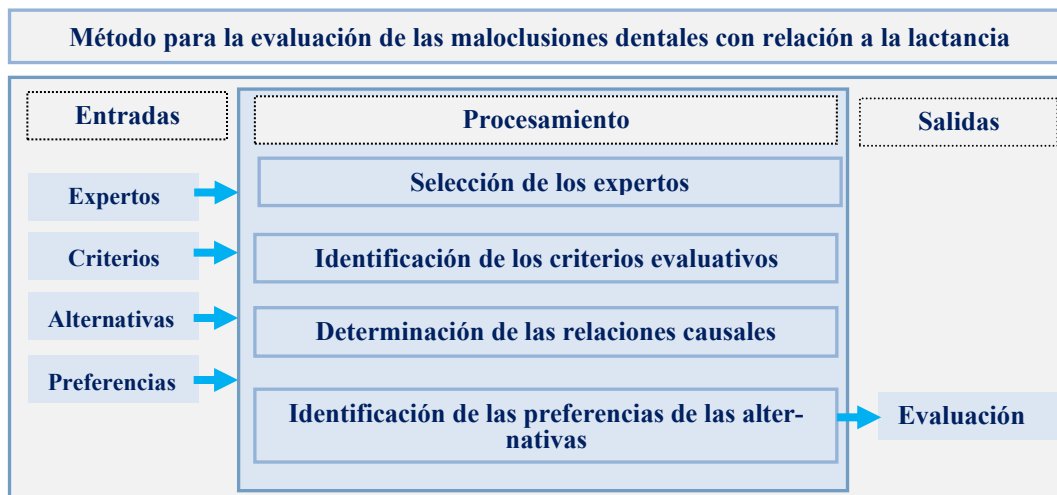 Método para la evaluación de las maloclusiones dentales con relación a la lactancia
Entradas
Procesamiento
Salidas
Expertos
Criterios
Alternativas
Preferencias
Selección de los expertos
Identificación de los criterios evaluativos
Determinación de las relaciones causales
Identificación de las preferencias de las alter-
nativas
Evaluación